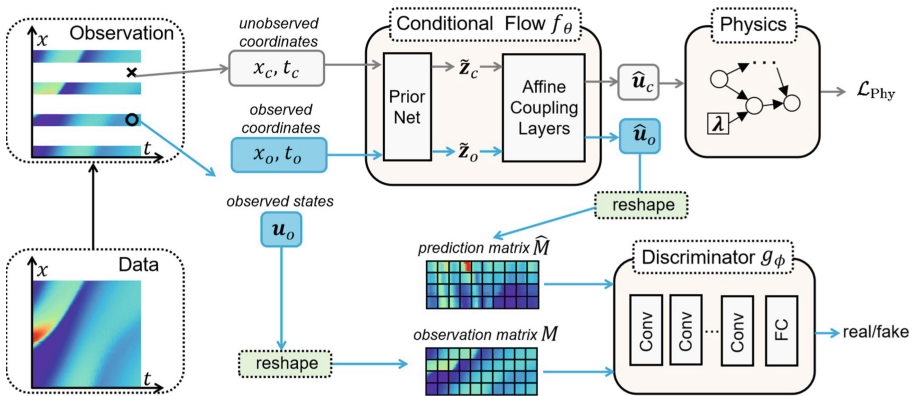 Observation
x
t
Data
x
t
unobserved
coordinates
x_c, t_c
observed
coordinates
x_o, t_o
observed states
u_o
reshape
Conditional Flow f_θ
Prior
Net
z̃_c
z̃_o
Affine
Coupling
Layers
û_c
û_o
Physics
...
λ
ℒ_Phy
reshape
prediction matrix M̂
observation matrix M
Discriminator g_ϕ
Conv
Conv
...
Conv
FC
real/fake